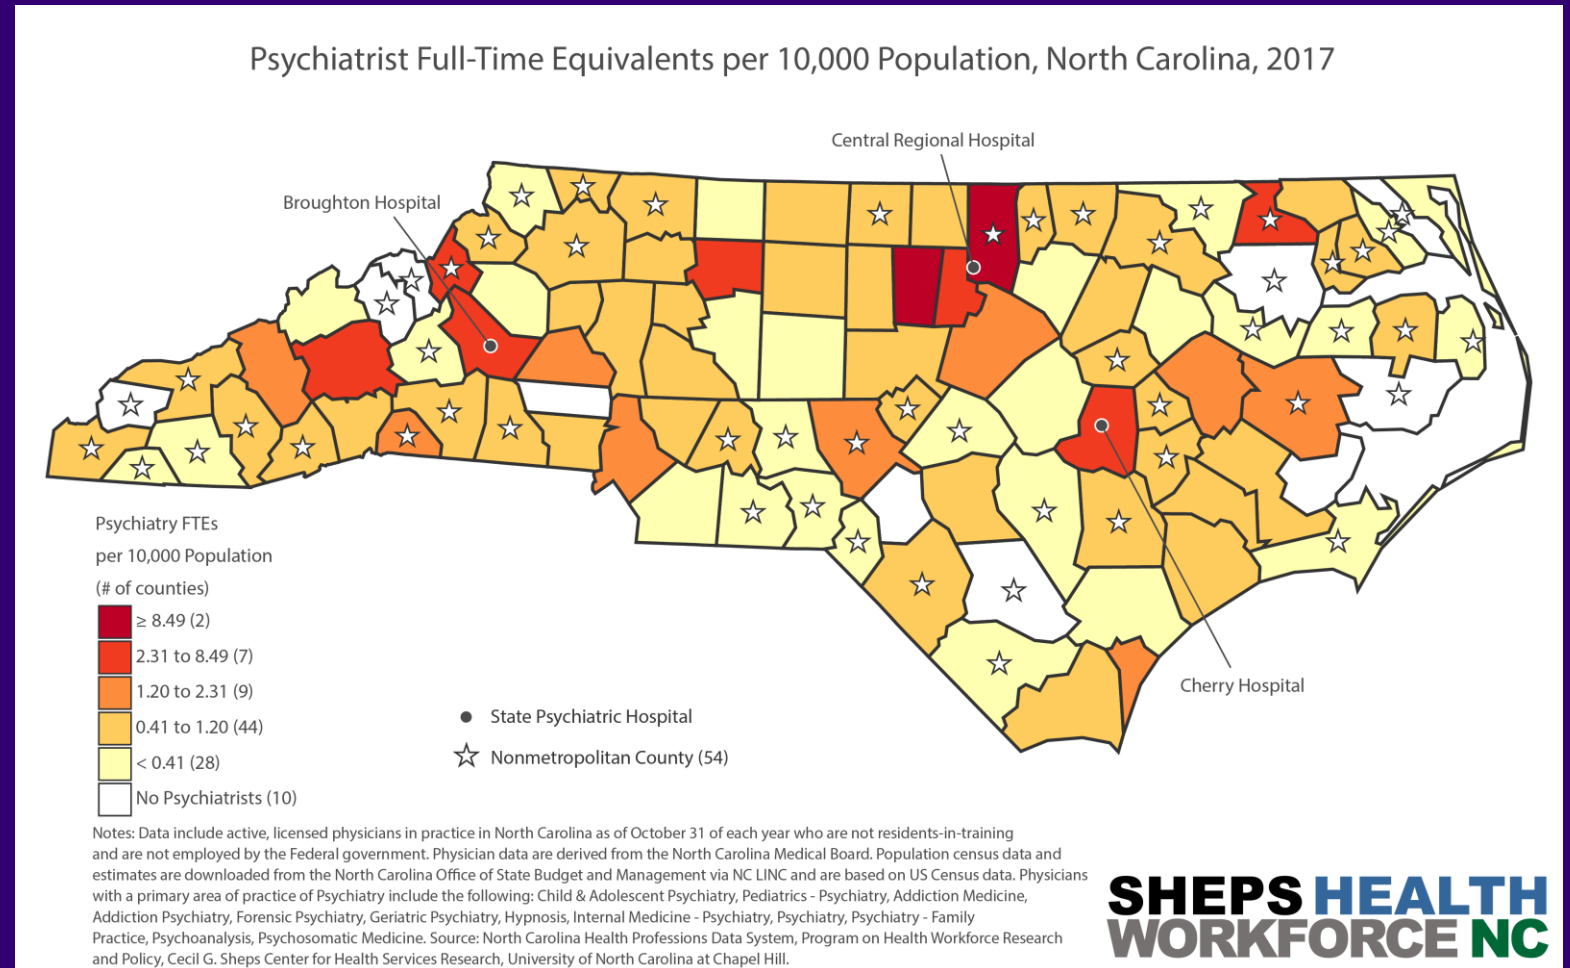 Psychiatrist Full-Time Equivalents per 10,000 Population, North Carolina, 2017
Central Regional Hospital
Broughton Hospital
Cherry Hospital
Psychiatry FTEs
per 10,000 Population
(# of counties)
≥ 8.49 (2)
2.31 to 8.49 (7)
1.20 to 2.31 (9)
0.41 to 1.20 (44)
< 0.41 (28)
No Psychiatrists (10)
State Psychiatric Hospital
Nonmetropolitan County (54)
Notes: Data include active, licensed physicians in practice in North Carolina as of October 31 of each year who are not residents-in-training
and are not employed by the Federal government. Physician data are derived from the North Carolina Medical Board. Population census data and
estimates are downloaded from the North Carolina Office of State Budget and Management via NC LINC and are based on US Census data. Physicians
with a primary area of practice of Psychiatry include the following: Child & Adolescent Psychiatry, Pediatrics - Psychiatry, Addiction Medicine,
Addiction Psychiatry, Forensic Psychiatry, Geriatric Psychiatry, Hypnosis, Internal Medicine - Psychiatry, Psychiatry, Psychiatry - Family
Practice, Psychoanalysis, Psychosomatic Medicine. Source: North Carolina Health Professions Data System, Program on Health Workforce Research
and Policy, Cecil G. Sheps Center for Health Services Research, University of North Carolina at Chapel Hill.
SHEPS HEALTH
WORKFORCE NC